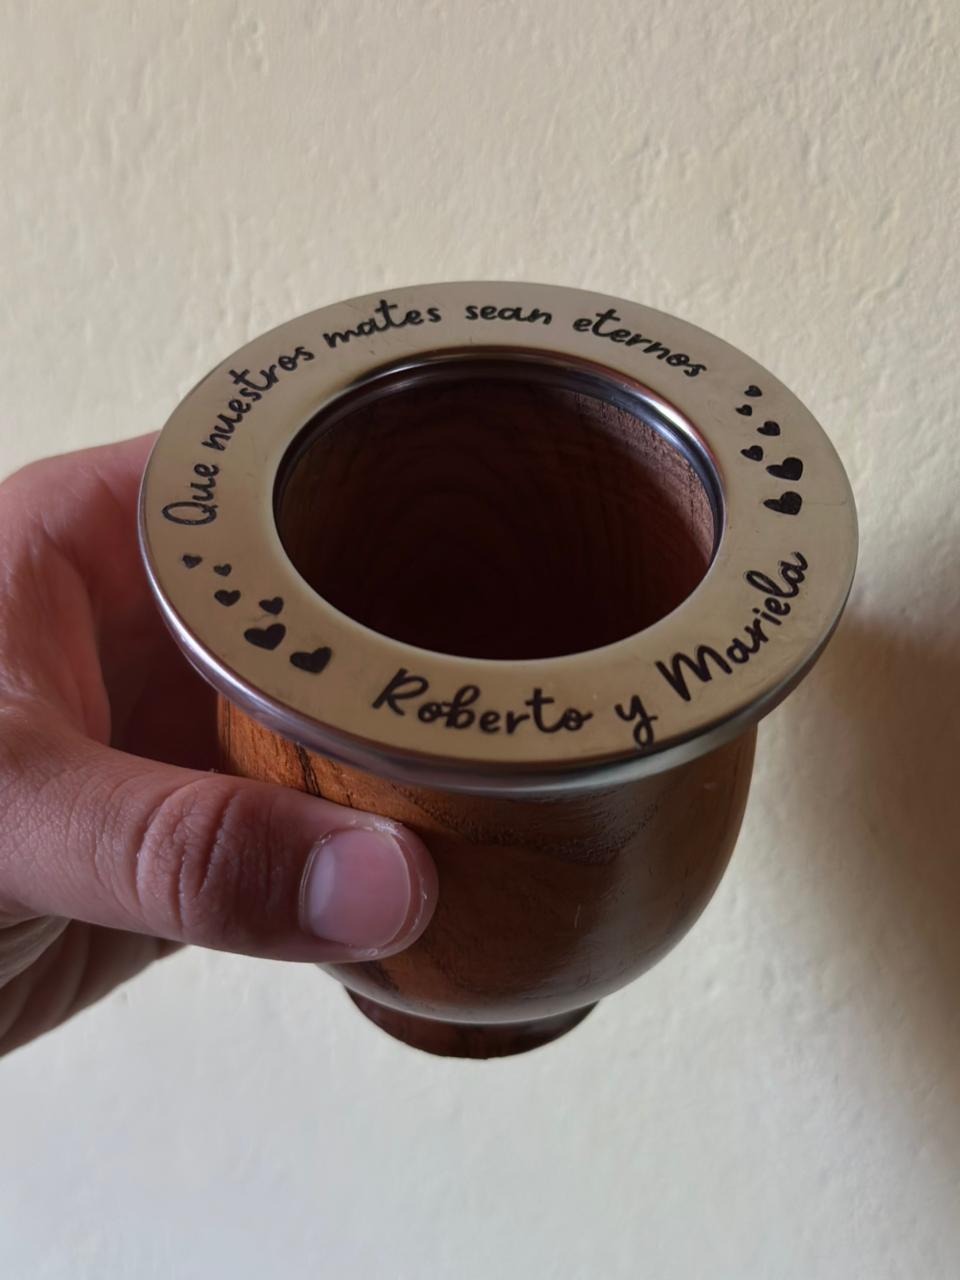 Que nuestros mates sean eternos
Roberto y Mariela